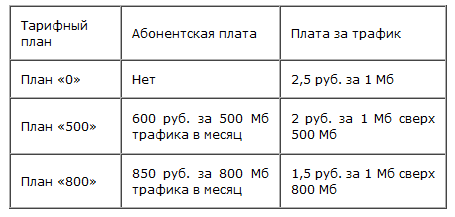 Тарифный план
Абонентская плата
Плата за трафик
План «0»
Нет
2,5 руб. за 1 Мб
План «500»
600 руб. за 500 Мб
трафика в месяц
2 руб. за 1 Мб сверх
500 Мб
План «800»
850 руб. за 800 Мб
трафика в месяц
1,5 руб. за 1 Мб сверх
800 Мб